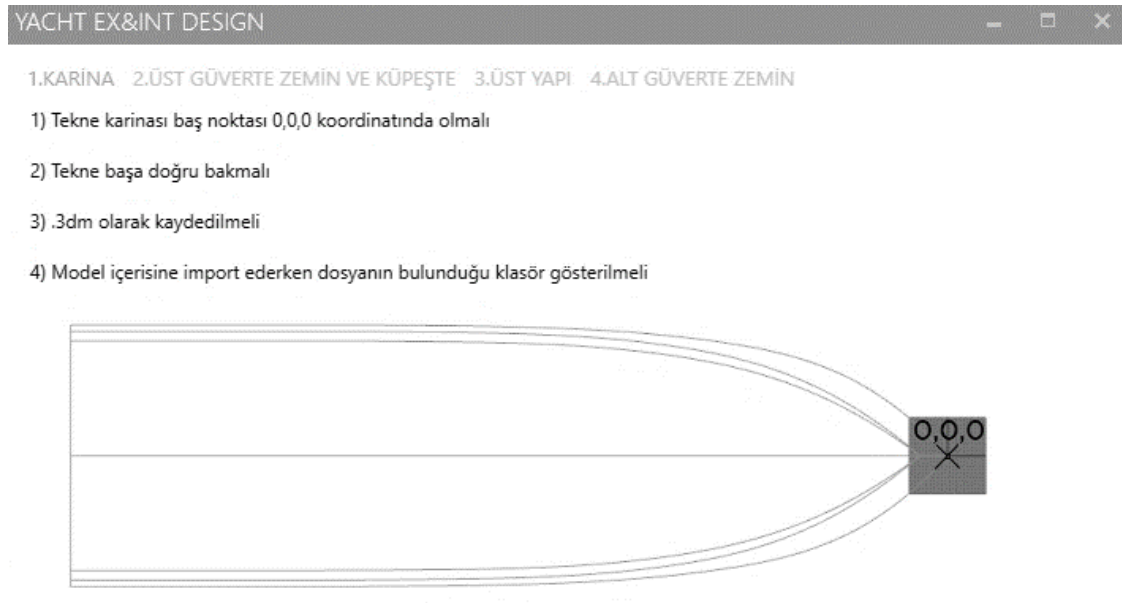 YACHT EX&INT DESIGN
1.KARİNA 2.ÜST GÜVERTE ZEMİN VE KÜPEŞTE 3.ÜST YAPI 4.ALT GÜVERTE ZEMİN
1) Tekne karinası baş noktası 0,0,0 koordinatında olmalı
2) Tekne başa doğru bakmalı
3) .3dm olarak kaydedilmeli
4) Model içerisine import ederken dosyanın bulunduğu klasör gösterilmeli
0,0,0